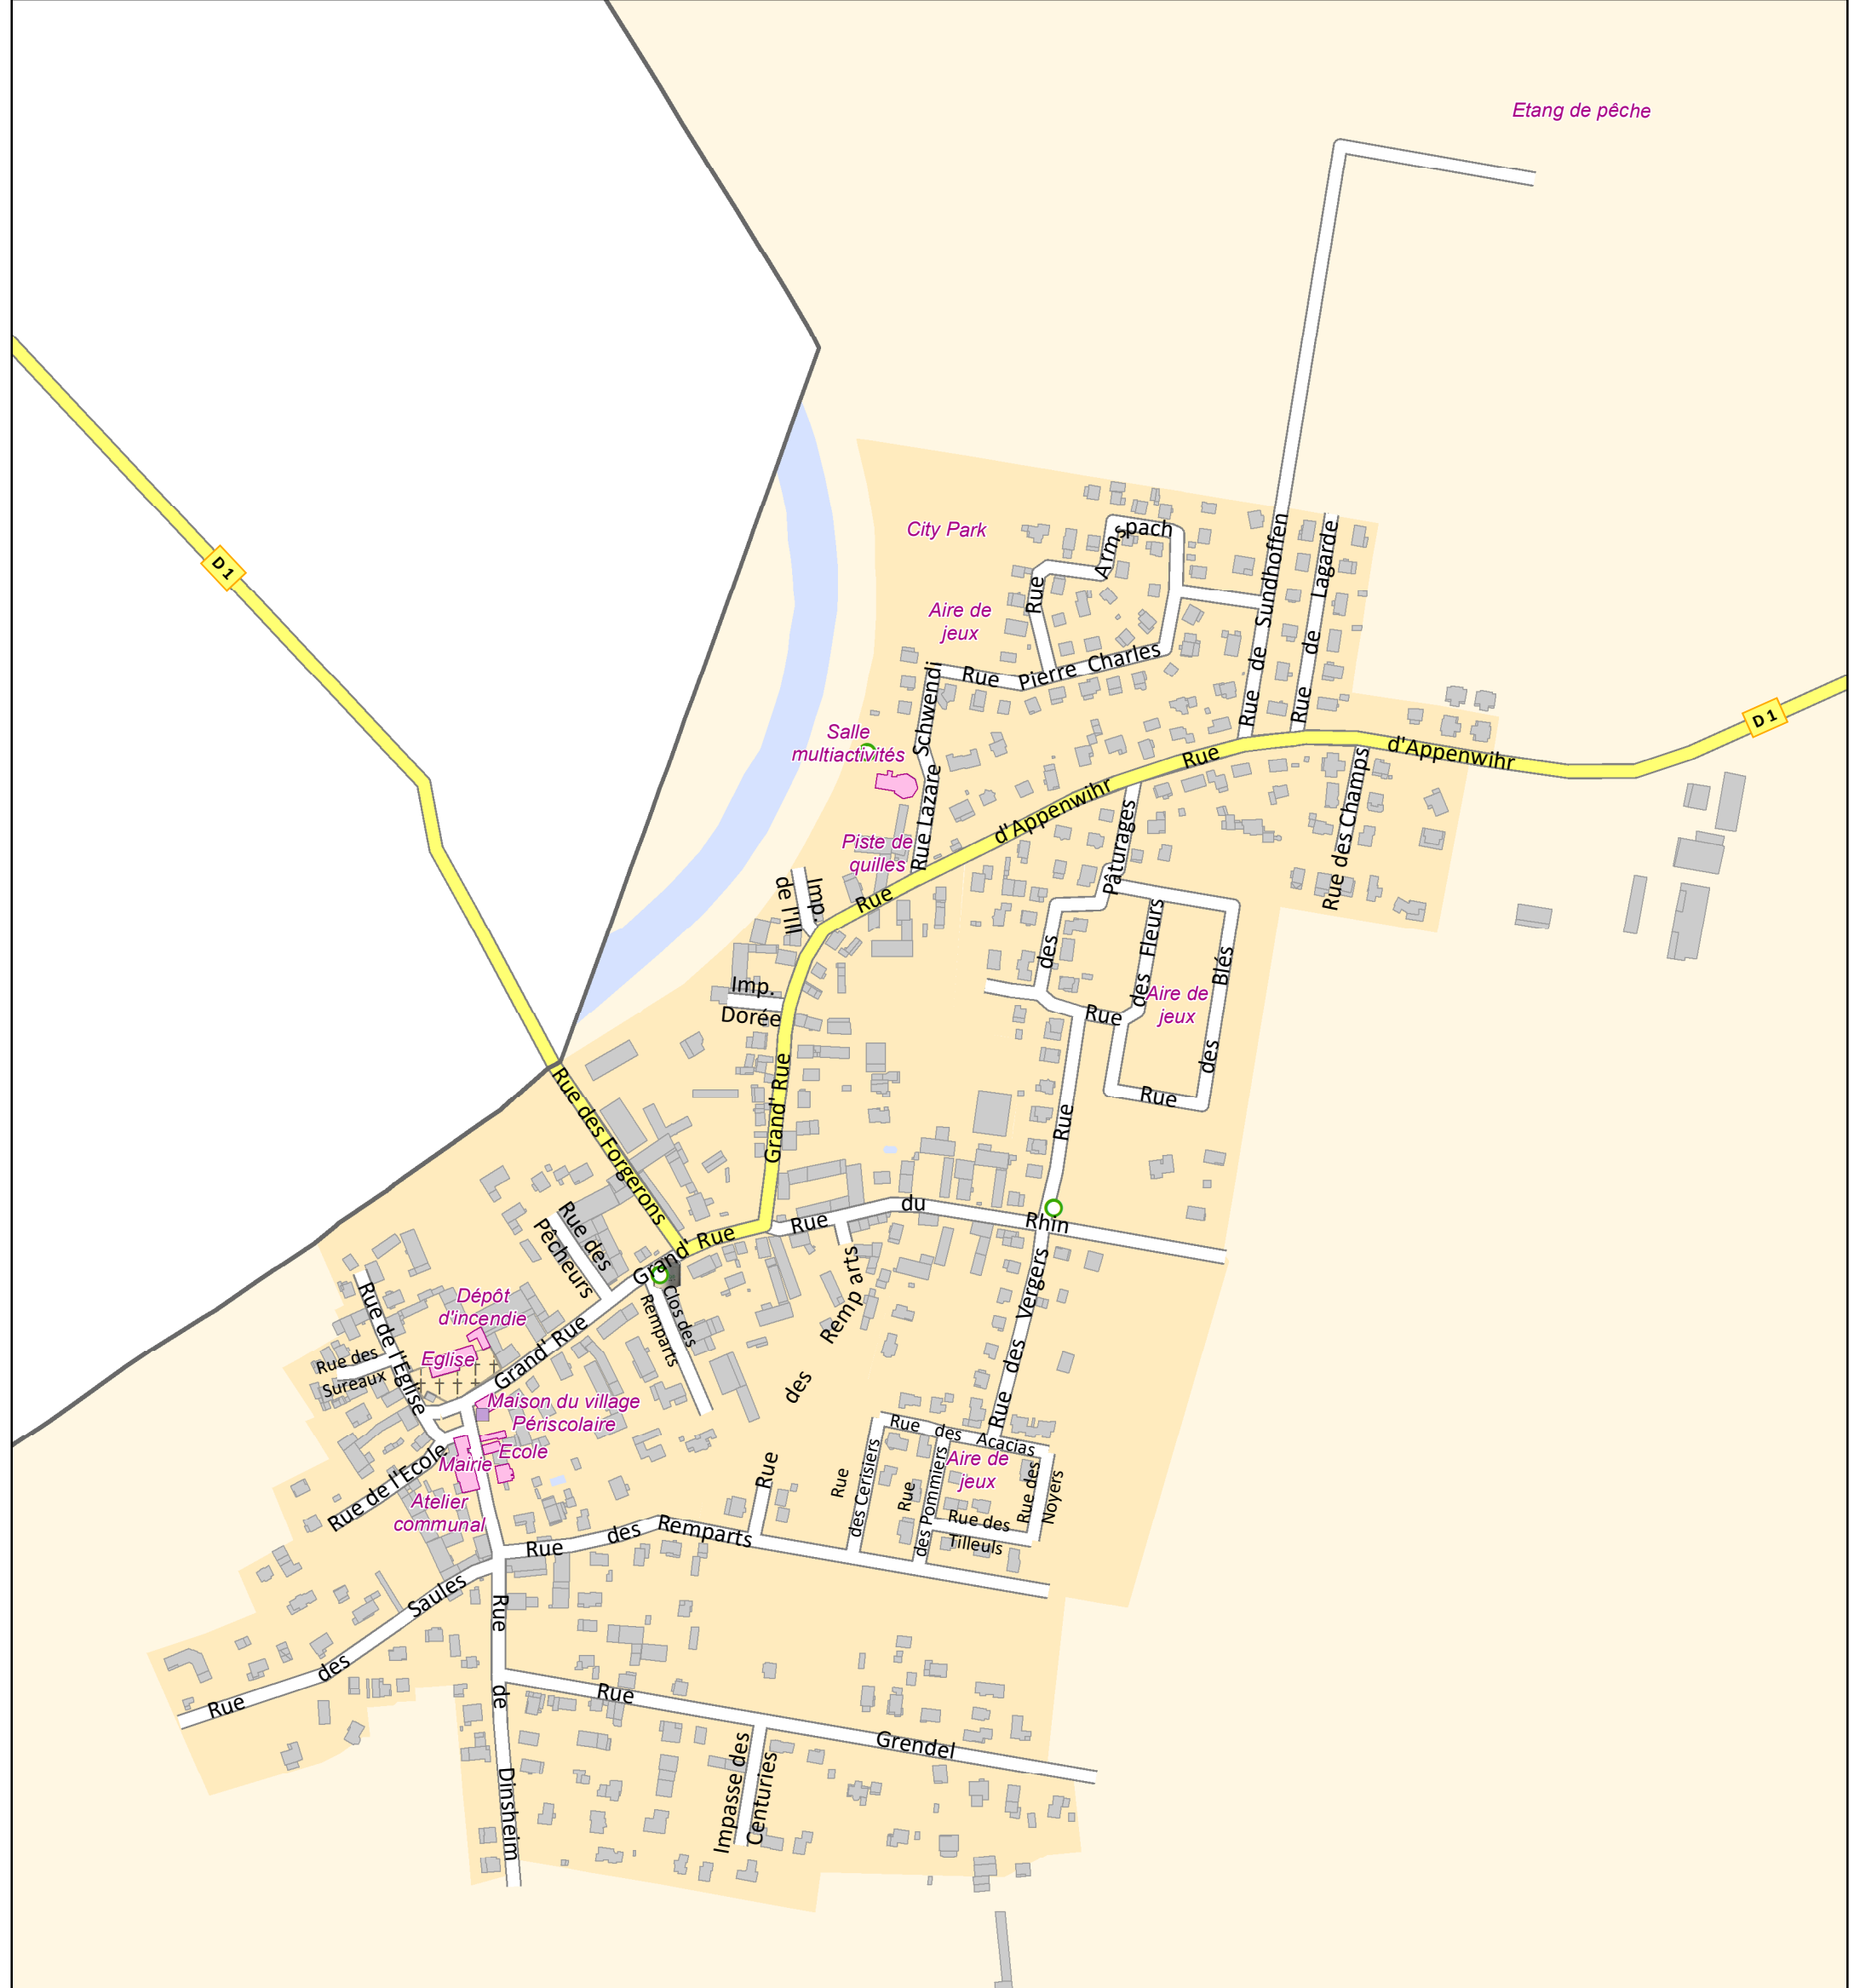 Etang de pêche
D 1
City Park
Rue Armspach
Aire de
jeux
Rue de Sundhoffen
Rue de Lagarde
Rue Pierre Charles
Salle
multiactivités
Rue Lazare Schwendi
D 1
Rue d'Appenwihr
d'Appenwihr
Rue des Champs
Piste de
quilles
Rue
Imp.
de l'Ill
Rue des Pâturages
Rue des Fleurs
Aire de
jeux
Rue des Blés
Imp.
Dorée
Grand' Rue
Rue des Forgerons
Rue du Rhin
Grand' Rue
Rue des
Pêcheurs
Clos des
Remparts
Rue des Remp arts
Rue des Vergers
Dépôt
d'incendie
Rue de l'Eglise
Eglise
Grand' Rue
Rue des
Sureaux
Maison du village
Périscolaire
Ecole
Mairie
Rue de l'Ecole
Atelier
communal
Rue des Acacias
Aire de
jeux
Rue
des Cerisiers
Rue
des Pommiers
Rue des
Noyers
Rue des
Tilleuls
Rue des Remparts
Rue des Saules
Rue de Dinsheim
Rue Grendel
Impasse des
Centuries